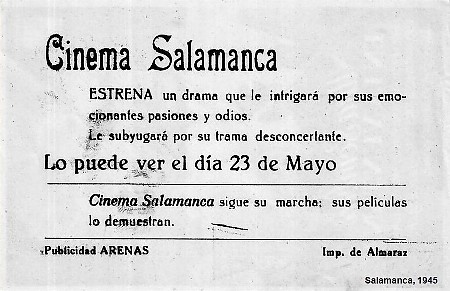 Cinema Salamanca
ESTRENA un drama que le intrigará por sus emo-
cionantes pasiones y odios.
Le subyugará por su trama desconcertante.
Lo puede ver el día 23 de Mayo
Cinema Salamanca sigue su marcha; sus películas
lo demuestran.
Publicidad ARENAS Imp. de Almaraz
Salamanca, 1945